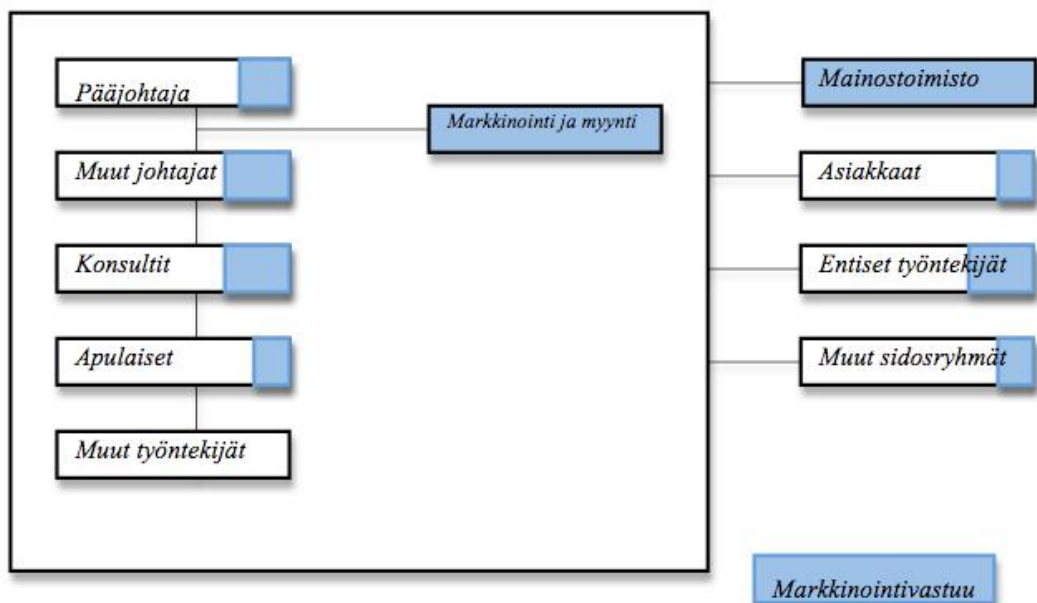 Pääjohtaja
Markkinointi ja myynti
Muut johtajat
Konsultit
Apulaiset
Muut työntekijät
Mainostoimisto
Asiakkaat
Entiset työntekijät
Muut sidosryhmät
Markkinointivastuu